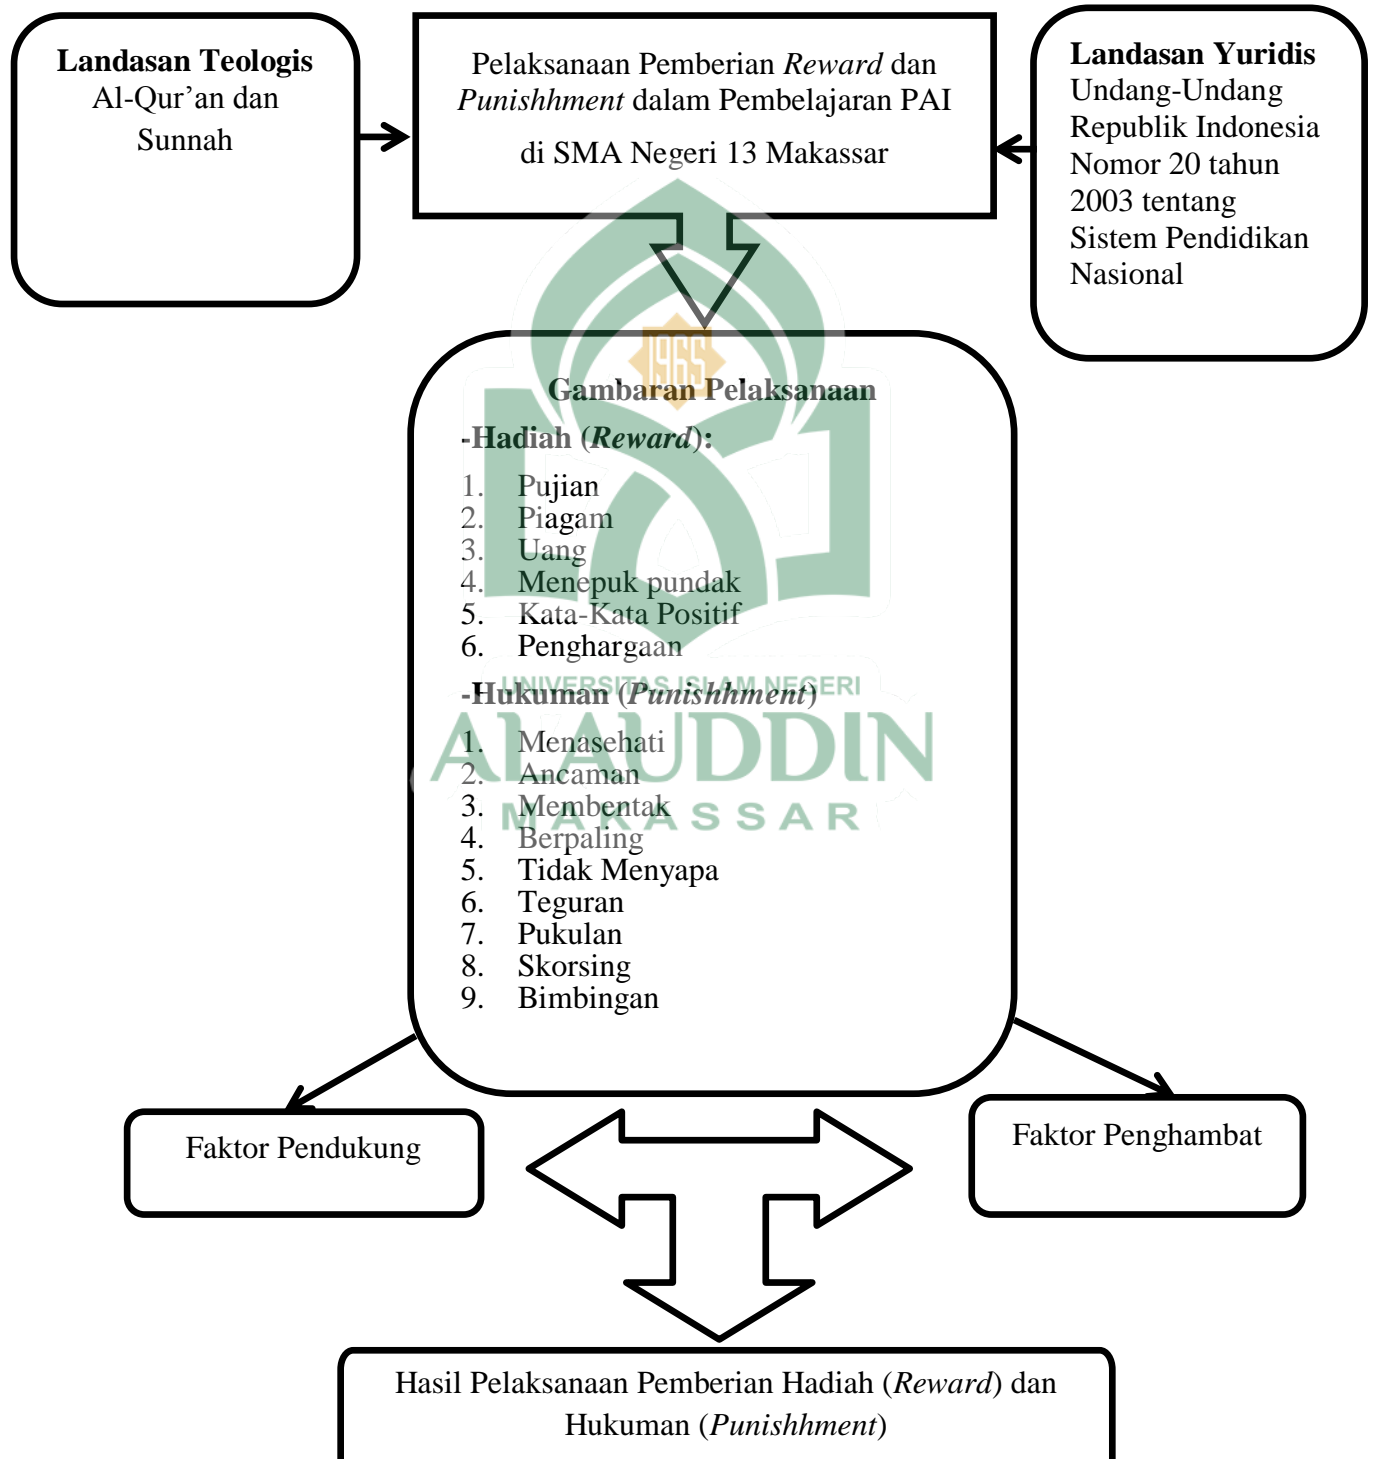 Landasan Teologis
Al-Qur’an dan
Sunnah
Pelaksanaan Pemberian Reward dan
Punishhment dalam Pembelajaran PAI
di SMA Negeri 13 Makassar
Landasan Yuridis
Undang-Undang
Republik Indonesia
Nomor 20 tahun
2003 tentang
Sistem Pendidikan
Nasional
1965
Gambaran Pelaksanaan
-Hadiah (Reward):
1. Pujian
2. Piagam
3. Uang
4. Menepuk pundak
5. Kata-Kata Positif
6. Penghargaan
UNIVERSITAS ISLAM NEGERI
-Hukuman (Punishhment)
ALAUDDIN
1. Menasehati
2. Ancaman
3. Membentak
MAKASSAR
4. Berpaling
5. Tidak Menyapa
6. Teguran
7. Pukulan
8. Skorsing
9. Bimbingan
Faktor Pendukung
Faktor Penghambat
Hasil Pelaksanaan Pemberian Hadiah (Reward) dan
Hukuman (Punishhment)